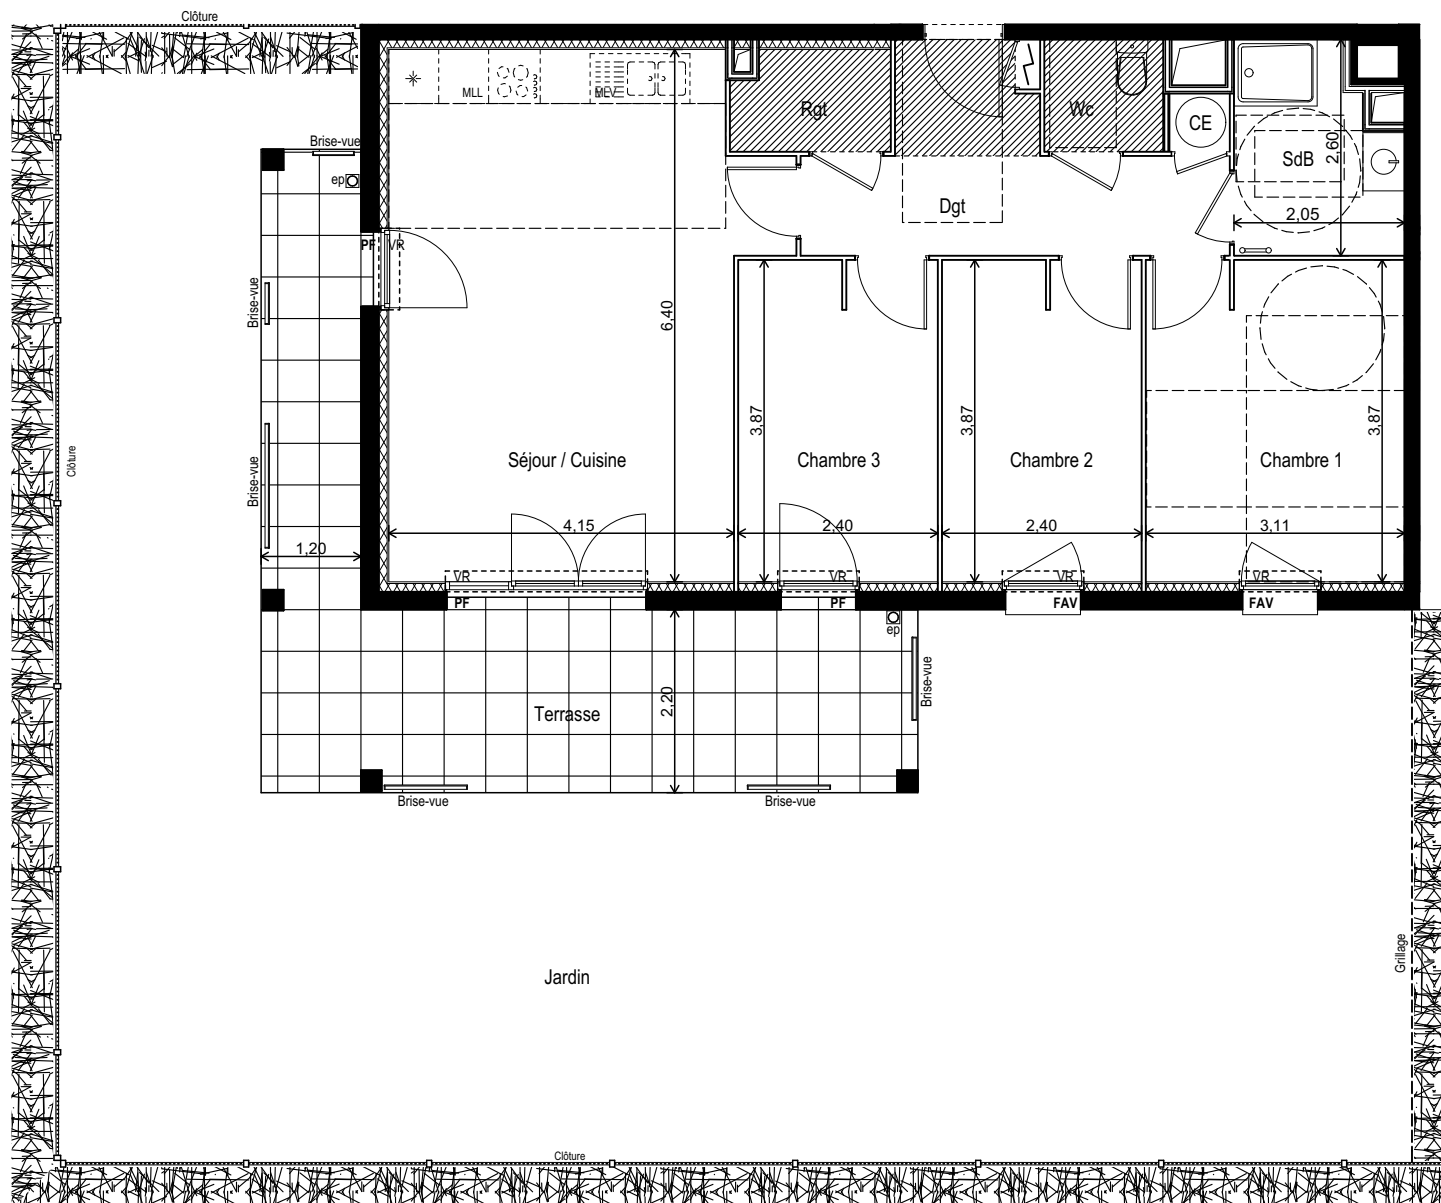 Clôture
MLL
MLV
Rgt
Wc
CE
SdB
2,60
Brise-vue
ep
Dgt
2,05
PF
VR
Brise-vue
6,40
Clôture
Brise-vue
3,87
3,87
3,87
Séjour / Cuisine
Chambre 3
Chambre 2
Chambre 1
4,15
2,40
2,40
3,11
1,20
VR
VR
VR
VR
PF
PF
FAV
FAV
ep
Brise-vue
Terrasse
2,20
Brise-vue
Brise-vue
Grillage
Jardin
Clôture